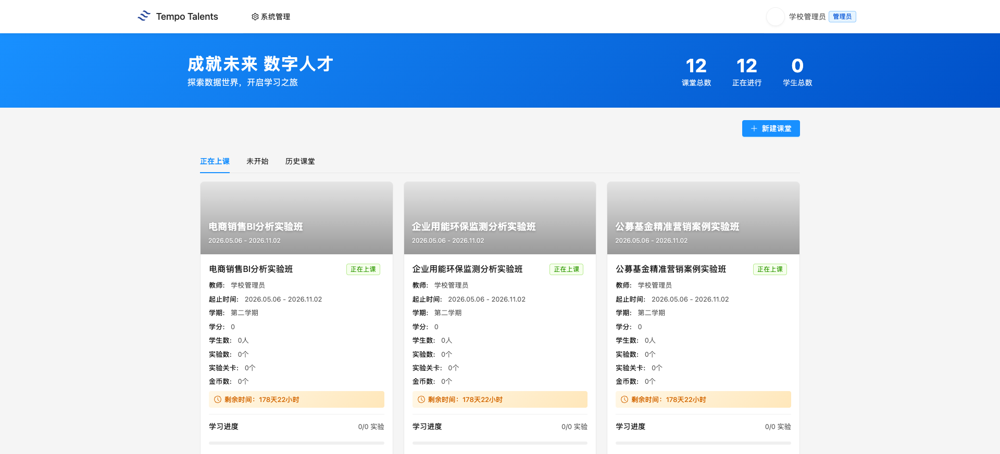 Tempo Talents
系统管理
学校管理员 管理员
成就未来 数字人才
探索数据世界，开启学习之旅
12 12 0
课堂总数 正在进行 学生总数
新建课堂
正在上课 未开始 历史课堂
电商销售BI分析实验班
2026.05.06 - 2026.11.02
电商销售BI分析实验班 正在上课
教师： 学校管理员
起止时间： 2026.05.06 - 2026.11.02
学期： 第二学期
学分： 0
学生数： 0人
实验数： 0个
实验关卡： 0个
金币数： 0个
剩余时间：178天22小时
学习进度 0/0 实验
企业用能环保监测分析实验班
2026.05.06 - 2026.11.02
企业用能环保监测分析实验班 正在上课
教师： 学校管理员
起止时间： 2026.05.06 - 2026.11.02
学期： 第二学期
学分： 0
学生数： 0人
实验数： 0个
实验关卡： 0个
金币数： 0个
剩余时间：178天22小时
学习进度 0/0 实验
公募基金精准营销案例实验班
2026.05.06 - 2026.11.02
公募基金精准营销案例实验班 正在上课
教师： 学校管理员
起止时间： 2026.05.06 - 2026.11.02
学期： 第二学期
学分： 0
学生数： 0人
实验数： 0个
实验关卡： 0个
金币数： 0个
剩余时间：178天22小时
学习进度 0/0 实验